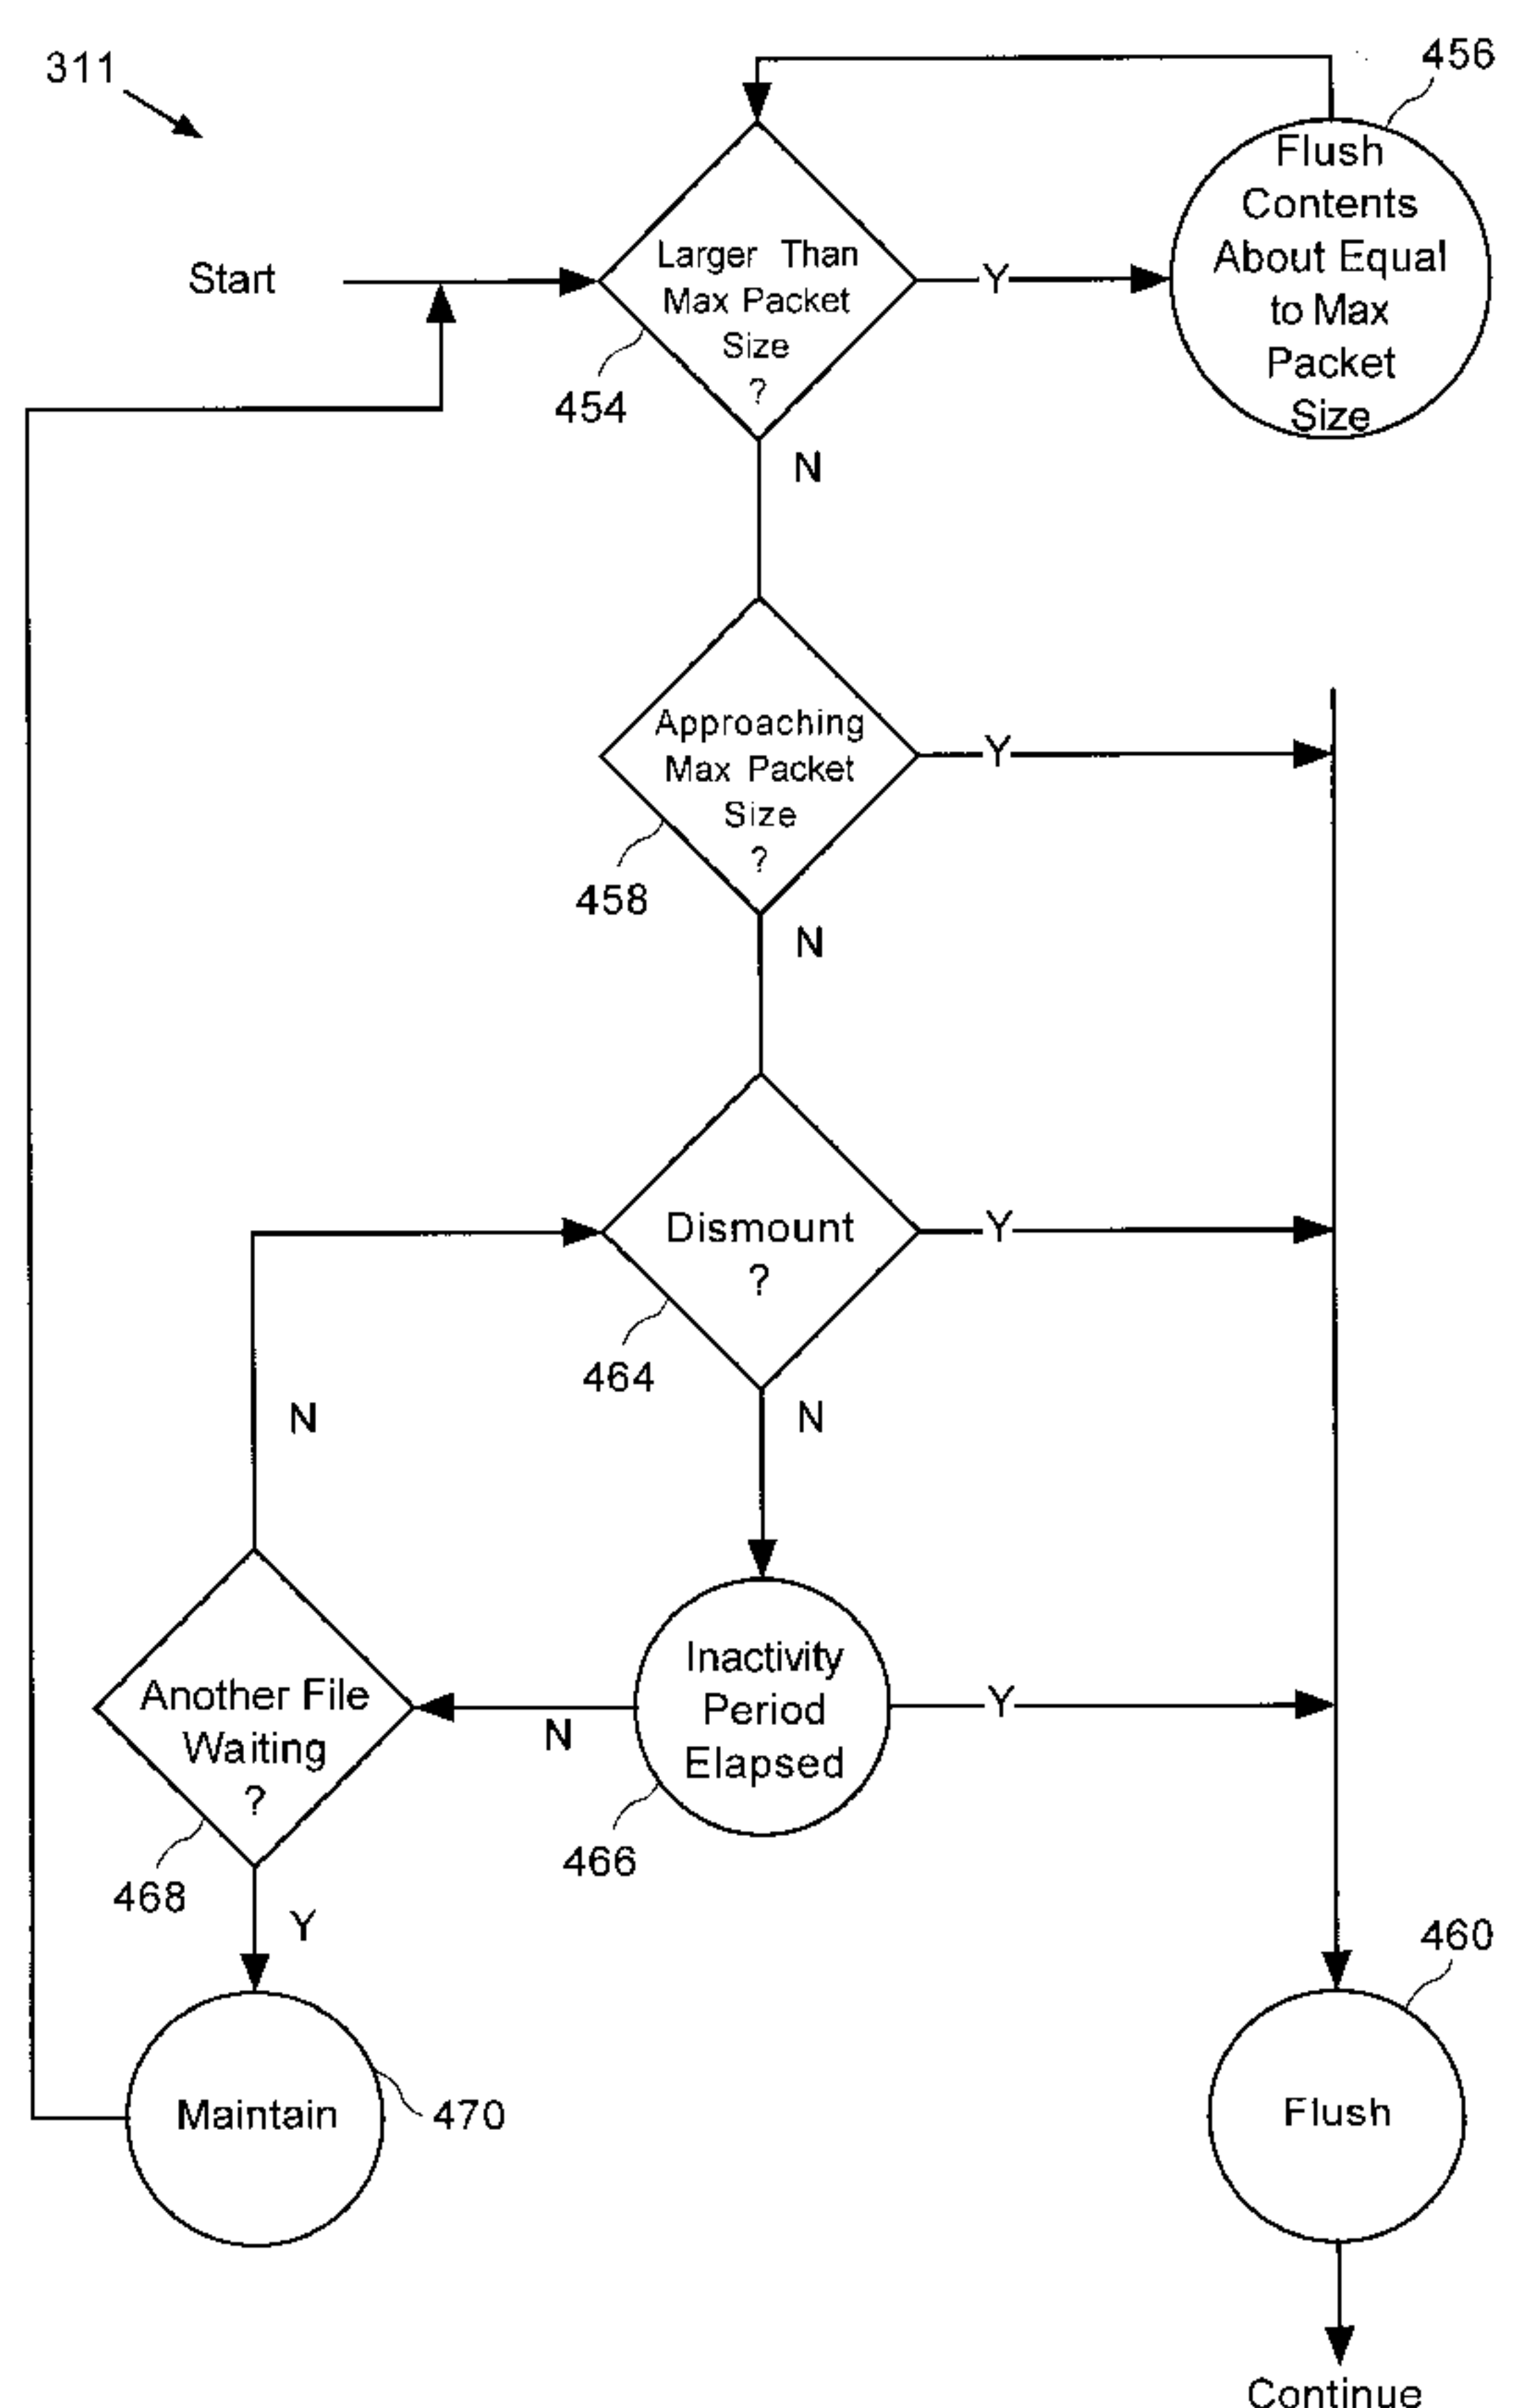 311
456
Flush
Contents
About Equal
to Max
Packet
Size
Start
Larger Than
Max Packet
Size
?
Y
454
N
Approaching
Max Packet
Size
?
Y
458
N
Dismount
?
Y
464
N
N
Another File
Waiting
?
N
Inactivity
Period
Elapsed
Y
466
468
Y
460
Maintain
470
Flush
Continue